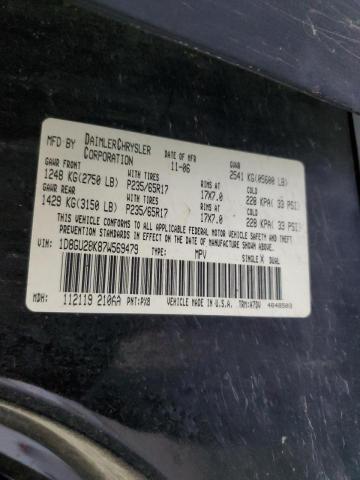 MFD BY DAIMLERCHRYSLER CORPORATION DATE OF MFR 11-06 GVWR 2541 KG(05600 LB)
GAWR FRONT WITH TIRES RIMS AT COLD
1248 KG(2750 LB) P235/65R17 17X7.0 228 KPA( 33 PSI)
GAWR REAR WITH TIRES RIMS AT COLD
1429 KG(3150 LB) P235/65R17 17X7.0 228 KPA( 33 PSI)
THIS VEHICLE CONFORMS TO ALL APPLICABLE FEDERAL MOTOR VEHICLE SAFETY AND THEFT
PREVENTION STANDARDS IN EFFECT ON THE DATE OF MANUFACTURE SHOWN ABOVE.
VIN: 1D8GU28K87W569479 TYPE: MPV SINGLE X DUAL
MDH: 112119 210AA PNT:PX8 VEHICLE MADE IN U.S.A. TRM:A7DV